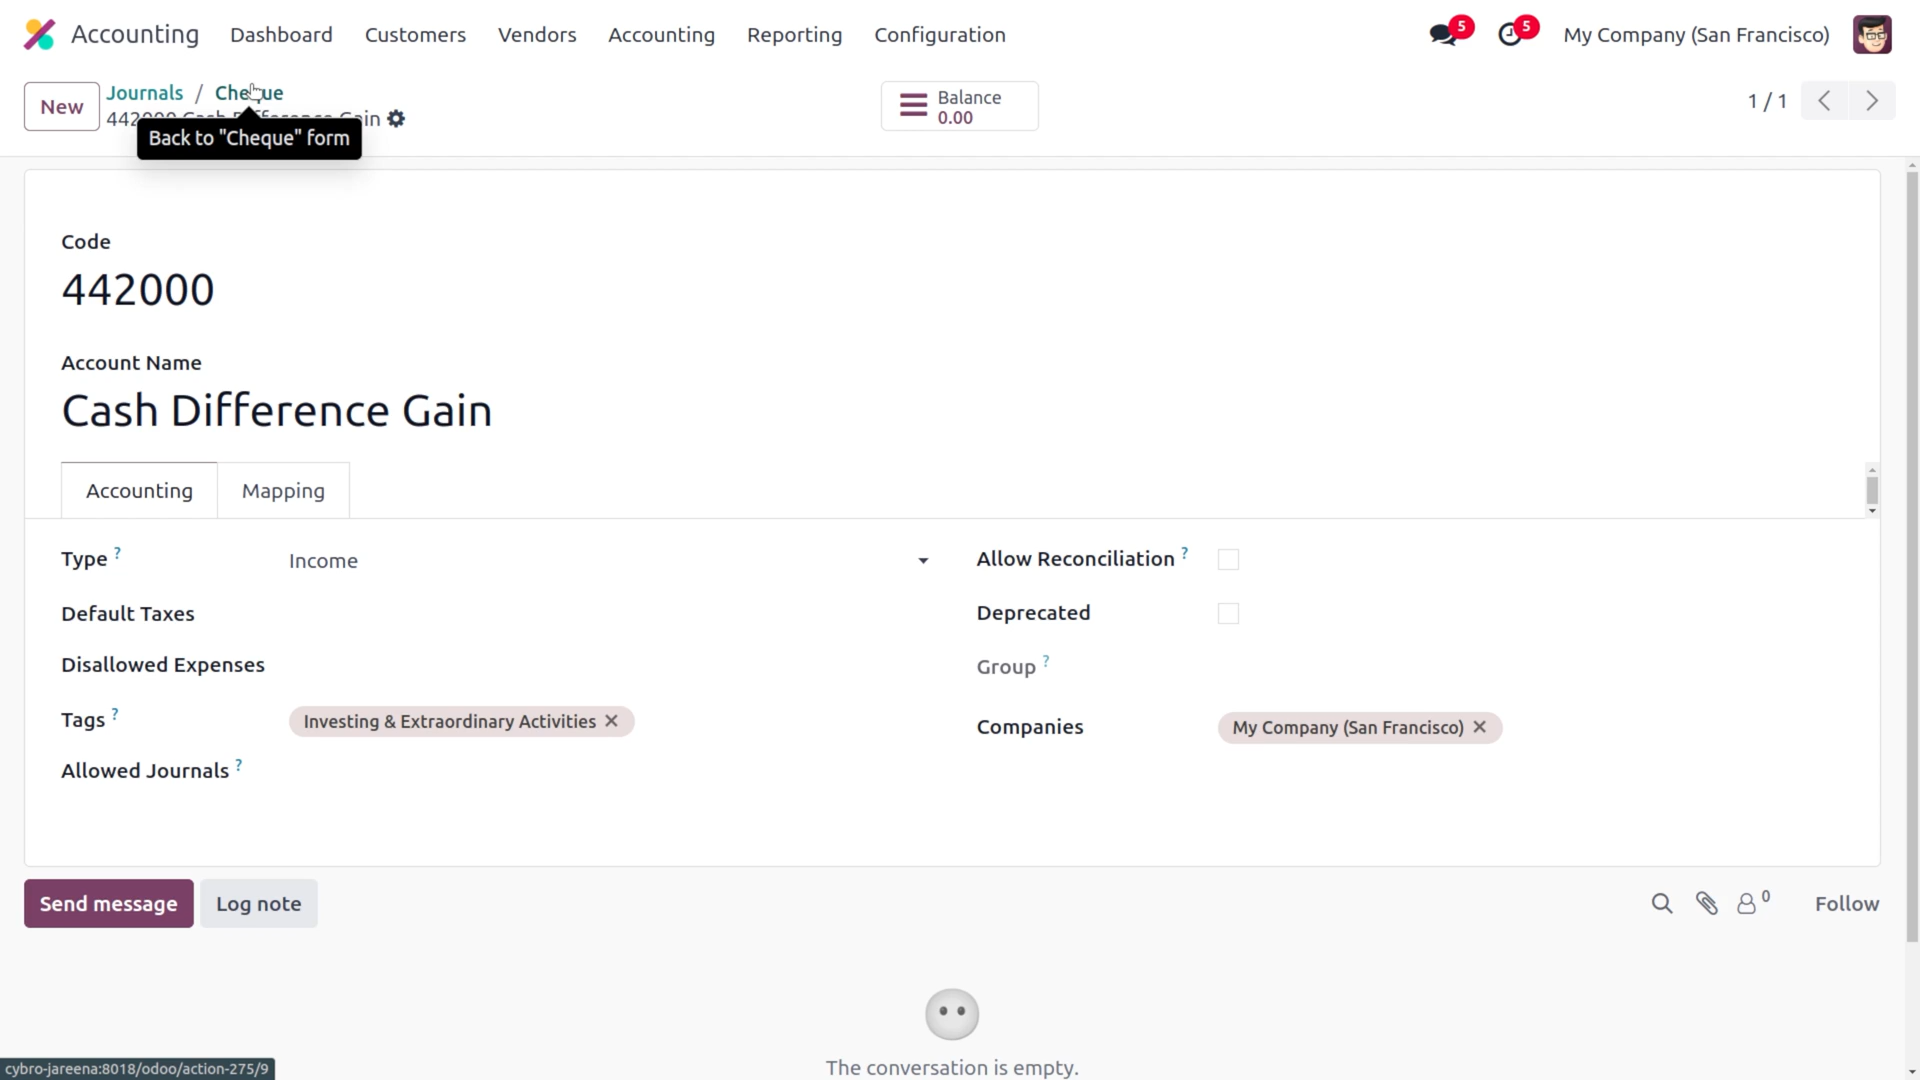 Accounting Dashboard Customers Vendors Accounting Reporting Configuration 5 5 My Company (San Francisco)
New Journals / Cheque
Balance
0.00
1 / 1
Back to "Cheque" form
Code
442000
Account Name
Cash Difference Gain
Accounting Mapping
Type ? Income
Allow Reconciliation ?
Default Taxes
Deprecated
Disallowed Expenses
Group ?
Tags ? Investing & Extraordinary Activities ✕
Companies My Company (San Francisco) ✕
Allowed Journals ?
Send message Log note 0 Follow
The conversation is empty.
cybro-jareena:8018/odoo/action-275/9